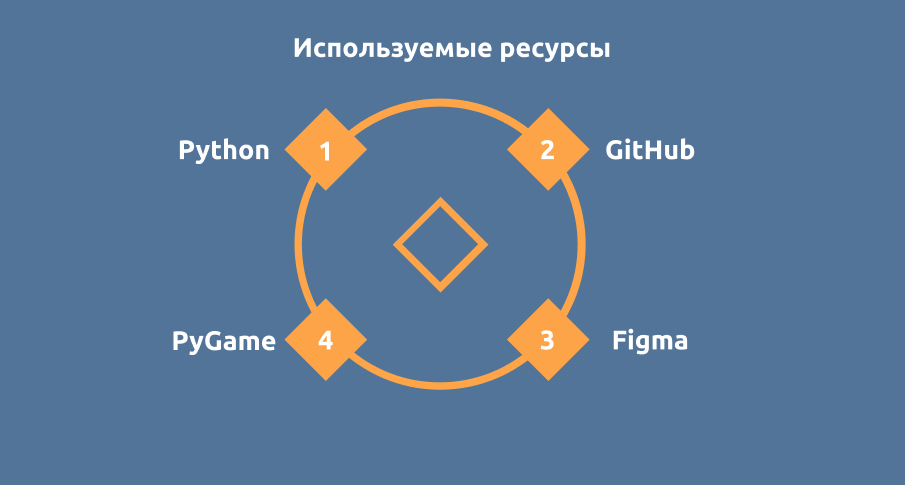 Используемые ресурсы
Python
1
2
GitHub
PyGame
4
3
Figma